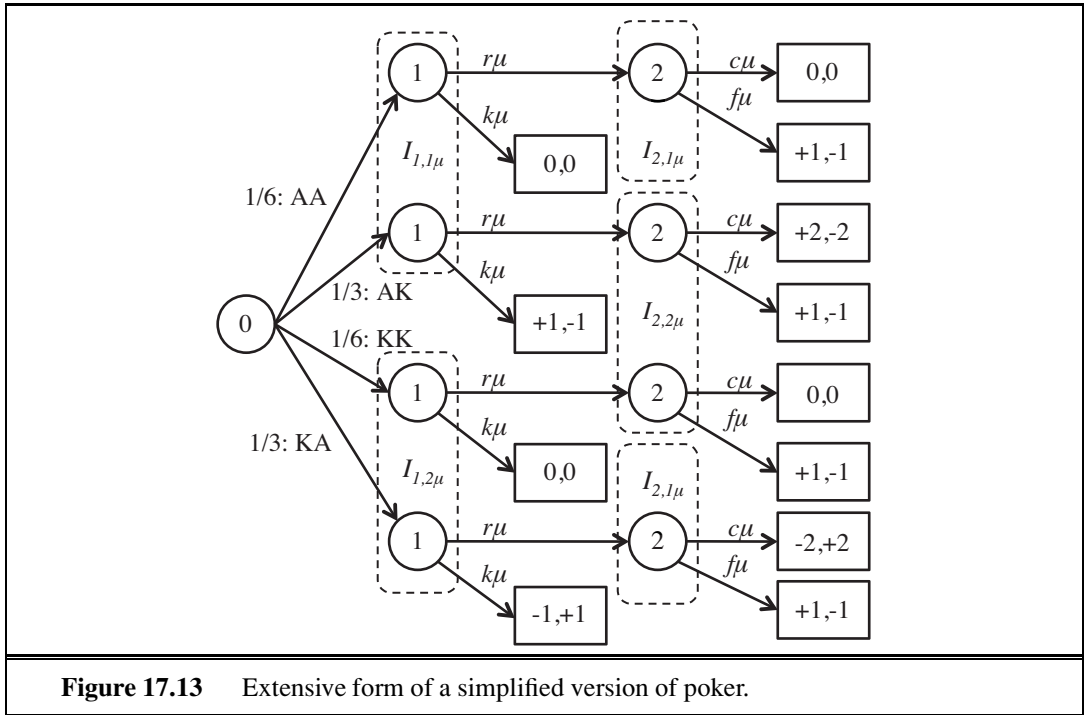 1
rμ
2
cμ
0,0
fμ
kμ
I1,1μ
I2,1μ
0,0
+1,-1
1/6: AA
1
rμ
2
cμ
+2,-2
fμ
kμ
1/3: AK
+1,-1
I2,2μ
+1,-1
0
1/6: KK
1
rμ
2
cμ
0,0
fμ
kμ
1/3: KA
I1,2μ
0,0
I2,1μ
+1,-1
1
rμ
2
cμ
-2,+2
fμ
kμ
-1,+1
+1,-1
Figure 17.13 Extensive form of a simplified version of poker.